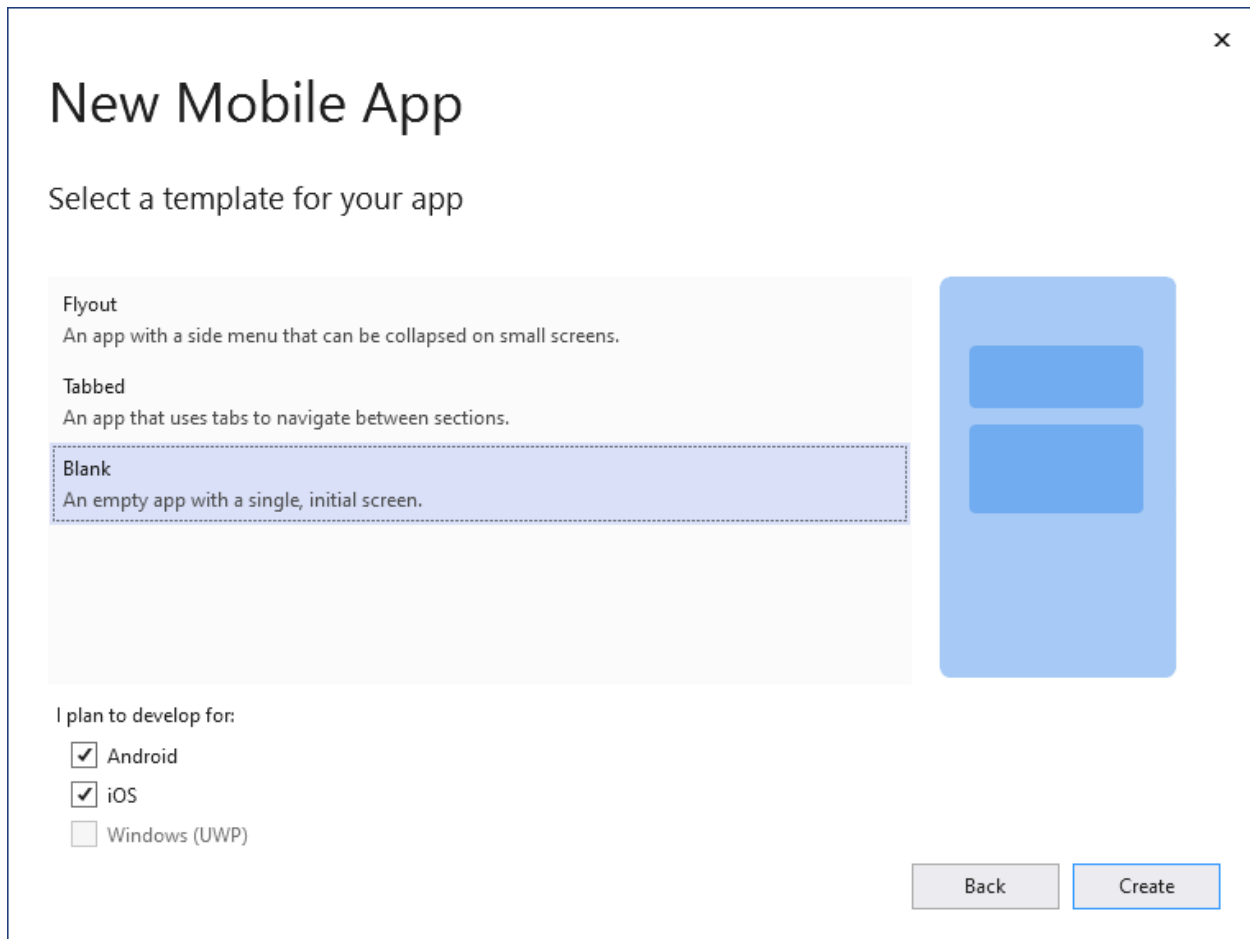 New Mobile App
Select a template for your app
Flyout
An app with a side menu that can be collapsed on small screens.
Tabbed
An app that uses tabs to navigate between sections.
Blank
An empty app with a single, initial screen.
I plan to develop for:
Android
iOS
Windows (UWP)
Back
Create